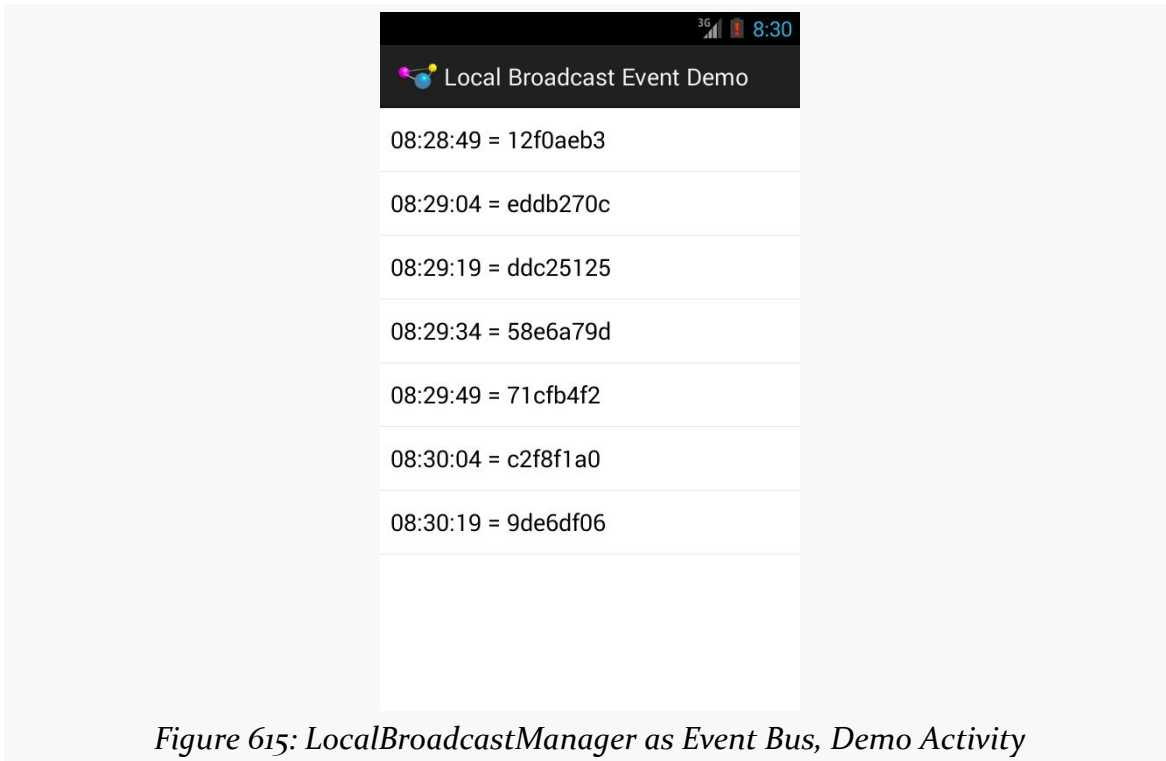 3G 8:30
Local Broadcast Event Demo
08:28:49 = 12f0aeb3
08:29:04 = eddb270c
08:29:19 = ddc25125
08:29:34 = 58e6a79d
08:29:49 = 71cfb4f2
08:30:04 = c2f8f1a0
08:30:19 = 9de6df06
Figure 615: LocalBroadcastManager as Event Bus, Demo Activity